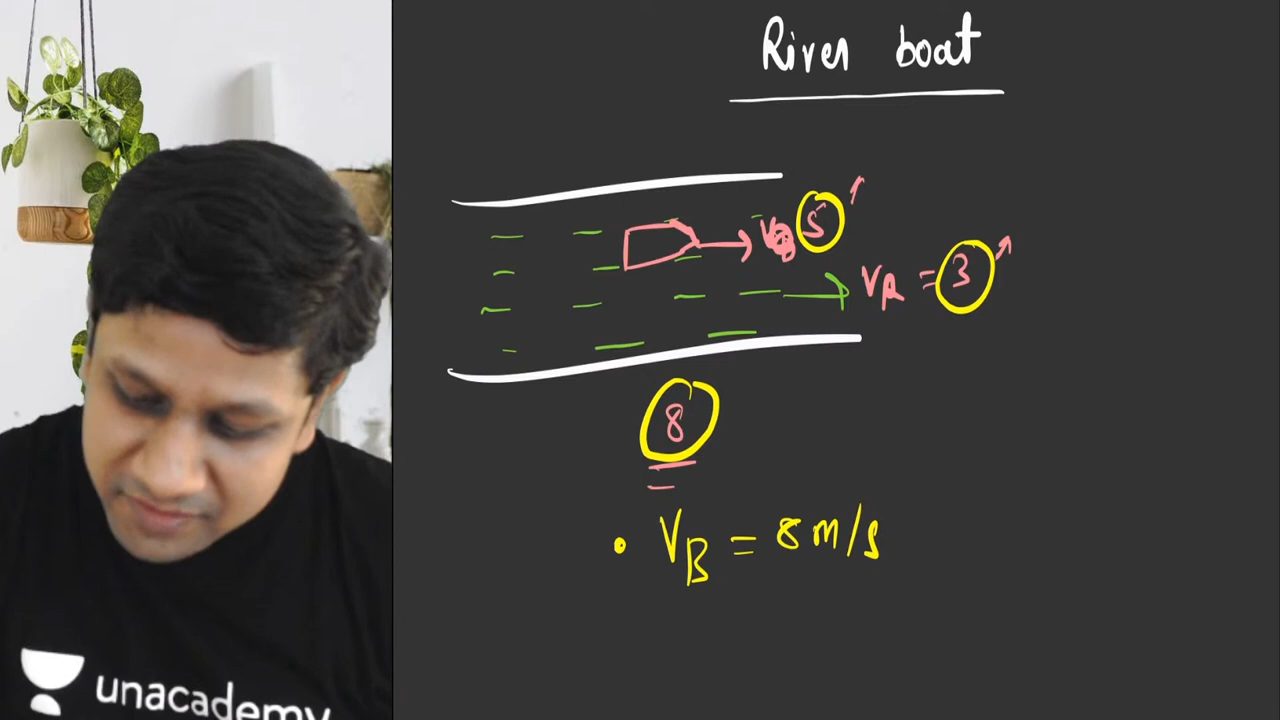 River boat
5
VR = 3
8
• VB = 8 m/s
unacademy